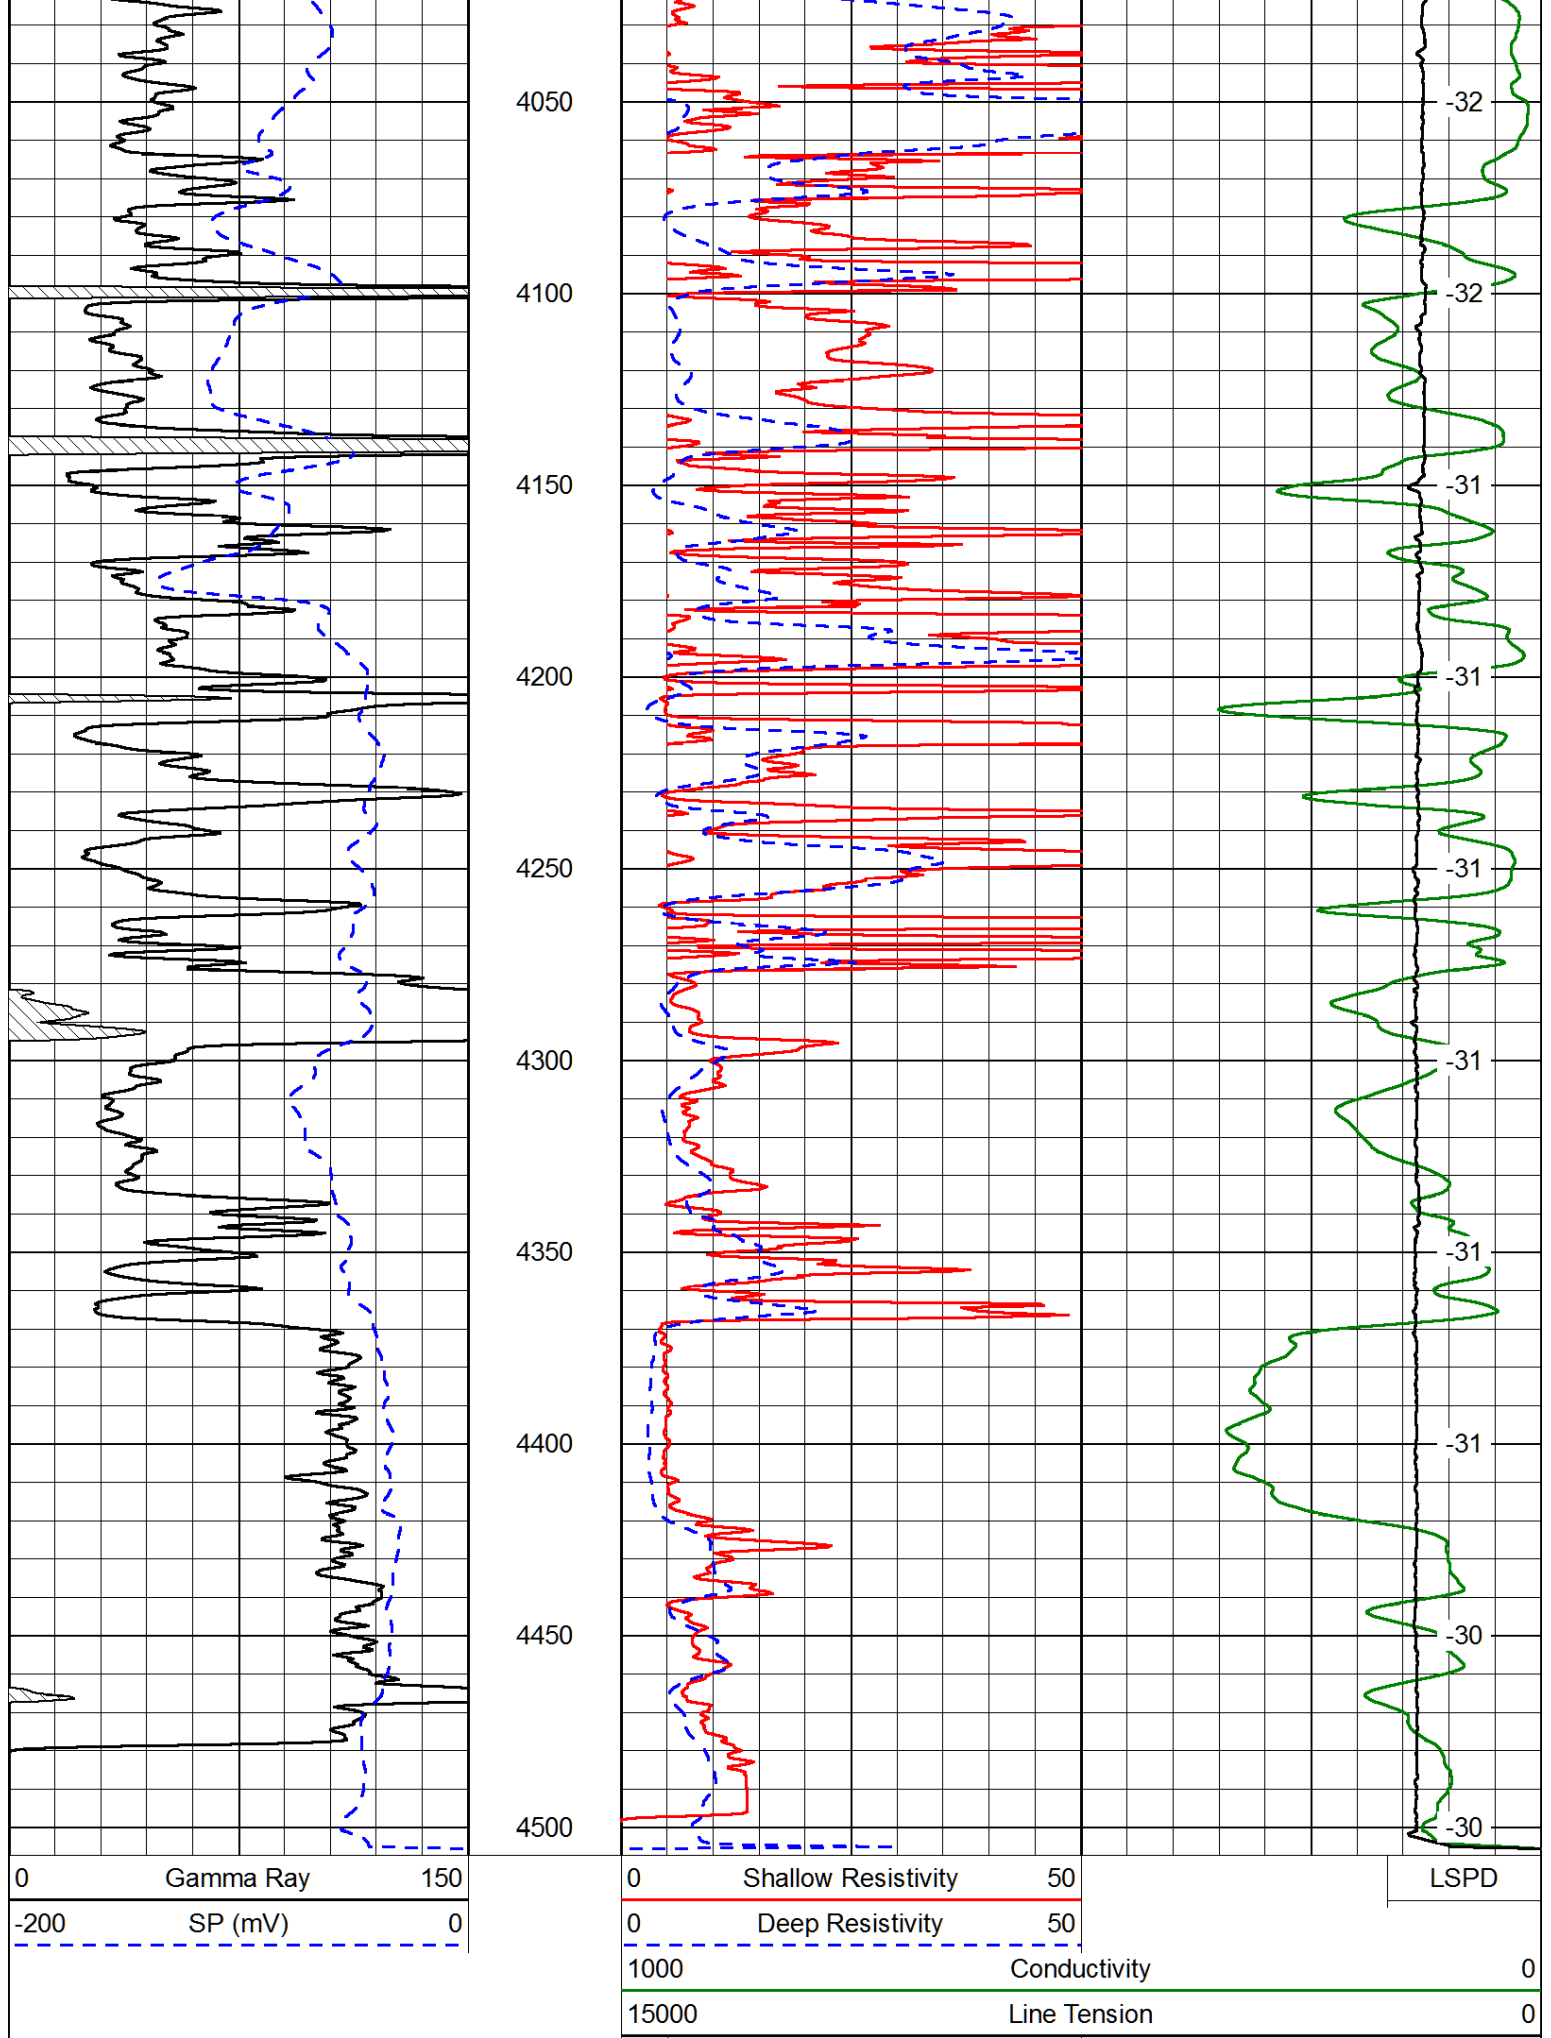 4050 -32
4100 -32
4150 -31
4200 -31
4250 -31
4300 -31
4350 -31
4400 -31
4450 -30
4500 -30
0 Gamma Ray 150 0 Shallow Resistivity 50 LSPD
-200 SP (mV) 0 0 Deep Resistivity 50
1000 Conductivity 0
15000 Line Tension 0